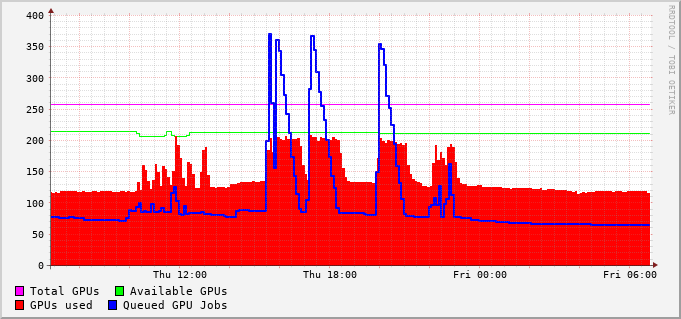 RRDTOOL / TOBI OETIKER
400
350
300
250
200
150
100
50
0
Thu 12:00 Thu 18:00 Fri 00:00 Fri 06:00
Total GPUs Available GPUs
GPUs used Queued GPU Jobs